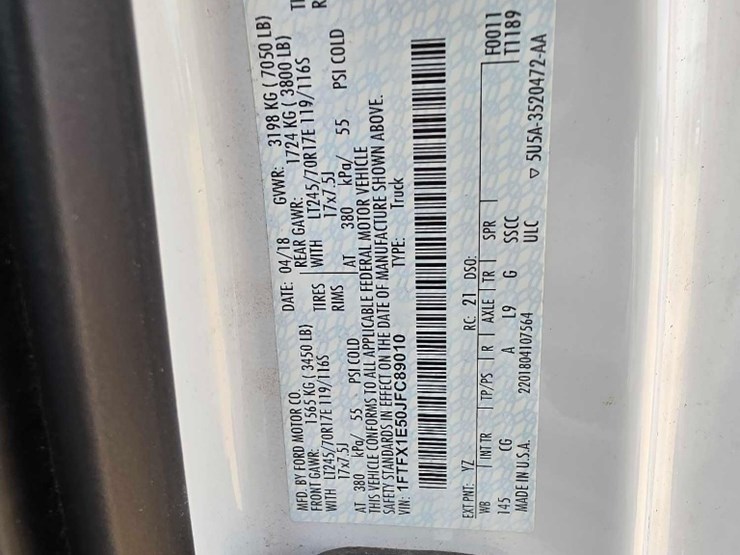 MFD. BY FORD MOTOR CO.
DATE: 04/18 GVWR: 3198 KG ( 7050 LB)
FRONT GAWR: 1565 KG ( 3450 LB) REAR GAWR: 1724 KG ( 3800 LB)
WITH LT245/70R17E 119/116S TIRES WITH LT245/70R17E 119/116S
17x7.5J RIMS 17x7.5J
AT 380 kPa/ 55 PSI COLD AT 380 kPa/ 55 PSI COLD
THIS VEHICLE CONFORMS TO ALL APPLICABLE FEDERAL MOTOR VEHICLE
SAFETY STANDARDS IN EFFECT ON THE DATE OF MANUFACTURE SHOWN ABOVE.
VIN: 1FTFX1E50JFC89010 TYPE: Truck
F0011
T1189
EXT PNT: YZ RC: 21 DSO:
WB INT TR TP/PS R AXLE TR SPR
145 CG A L9 G SSCC
MADE IN U.S.A. 2201804107564 ULC
▽ 5U5A-3520472-AA